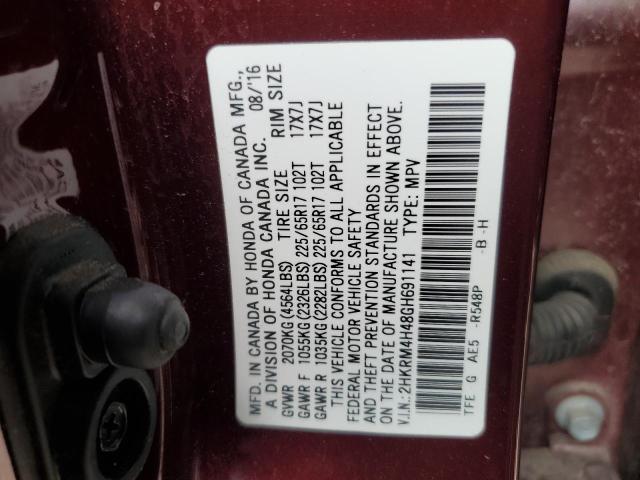 MFD. IN CANADA BY HONDA OF CANADA MFG.,
A DIVISION OF HONDA CANADA INC. 08/'16
GVWR 2070KG(4564LBS) TIRE SIZE RIM SIZE
GAWR F 1055KG(2326LBS) 225/65R17 102T 17X7J
GAWR R 1035KG(2282LBS) 225/65R17 102T 17X7J
THIS VEHICLE CONFORMS TO ALL APPLICABLE
FEDERAL MOTOR VEHICLE SAFETY
AND THEFT PREVENTION STANDARDS IN EFFECT
ON THE DATE OF MANUFACTURE SHOWN ABOVE.
V.I.N.: 2HKRM4H48GH691141 TYPE: MPV
TFE G AE5 -R548P -B -H